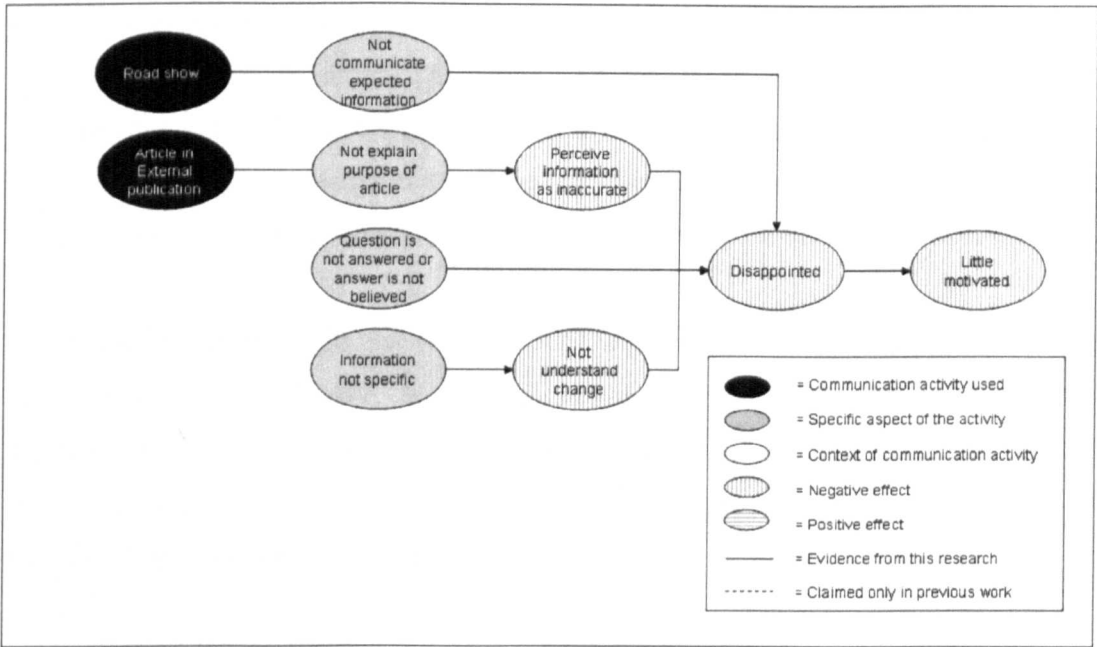 Road show
Not
communicate
expected
information
Article in
External
publication
Not explain
purpose of
article
Perceive
information
as inaccurate
Question is
not answered or
answer is not
believed
Disappointed
Little
motivated
Information
not specific
Not
understand
change
= Communication activity used
= Specific aspect of the activity
= Context of communication activity
= Negative effect
= Positive effect
= Evidence from this research
= Claimed only in previous work